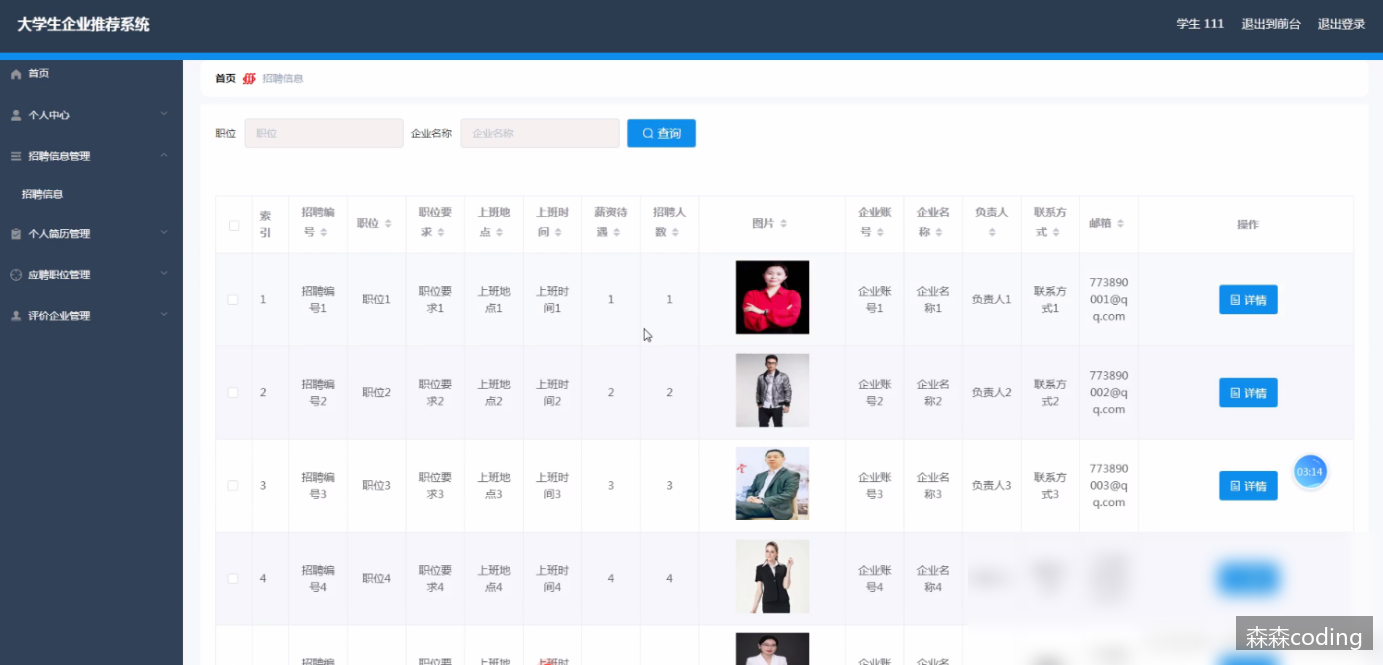 大学生企业推荐系统
学生 111 退出到前台 退出登录
首页
个人中心
招聘信息管理
招聘信息
个人简历管理
应聘职位管理
评价企业管理
首页 招聘信息
职位 职位 企业名称 企业名称 查询
索引 招聘编号 职位 职位要求 上班地点 上班时间 薪资待遇 招聘人数 图片 企业账号 企业名称 负责人 联系方式 邮箱 操作
1 招聘编号1 职位1 职位要求1 上班地点1 上班时间1 1 1 企业账号1 企业名称1 负责人1 联系方式1 773890001@qq.com 详情
2 招聘编号2 职位2 职位要求2 上班地点2 上班时间2 2 2 企业账号2 企业名称2 负责人2 联系方式2 773890002@qq.com 详情
3 招聘编号3 职位3 职位要求3 上班地点3 上班时间3 3 3 企业账号3 企业名称3 负责人3 联系方式3 773890003@qq.com 详情
03:14
4 招聘编号4 职位4 职位要求4 上班地点4 上班时间4 4 4 企业账号4 企业名称4
招聘编 职位要 上班地 上班时 企业账 企业名
森森coding